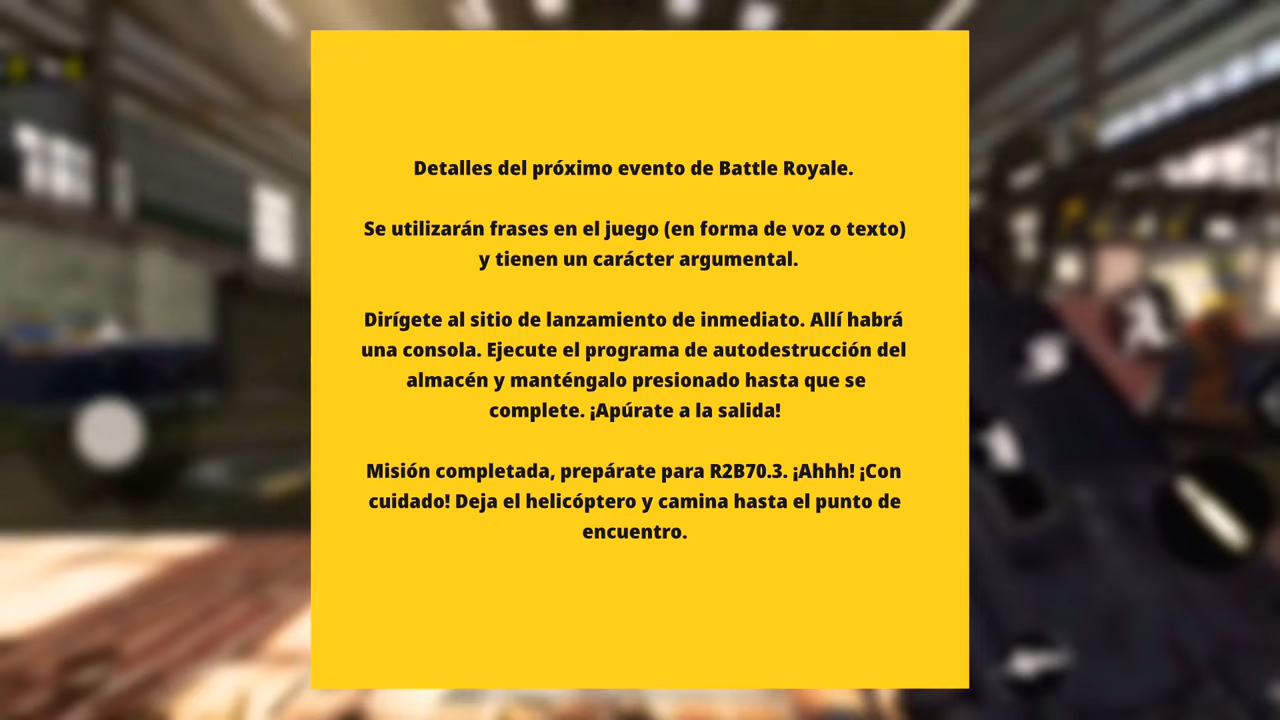 Detalles del próximo evento de Battle Royale.
Se utilizarán frases en el juego (en forma de voz o texto)
y tienen un carácter argumental.
Dirígete al sitio de lanzamiento de inmediato. Allí habrá
una consola. Ejecute el programa de autodestrucción del
almacén y manténgalo presionado hasta que se
complete. ¡Apúrate a la salida!
Misión completada, prepárate para R2B70.3. ¡Ahhh! ¡Con
cuidado! Deja el helicóptero y camina hasta el punto de
encuentro.